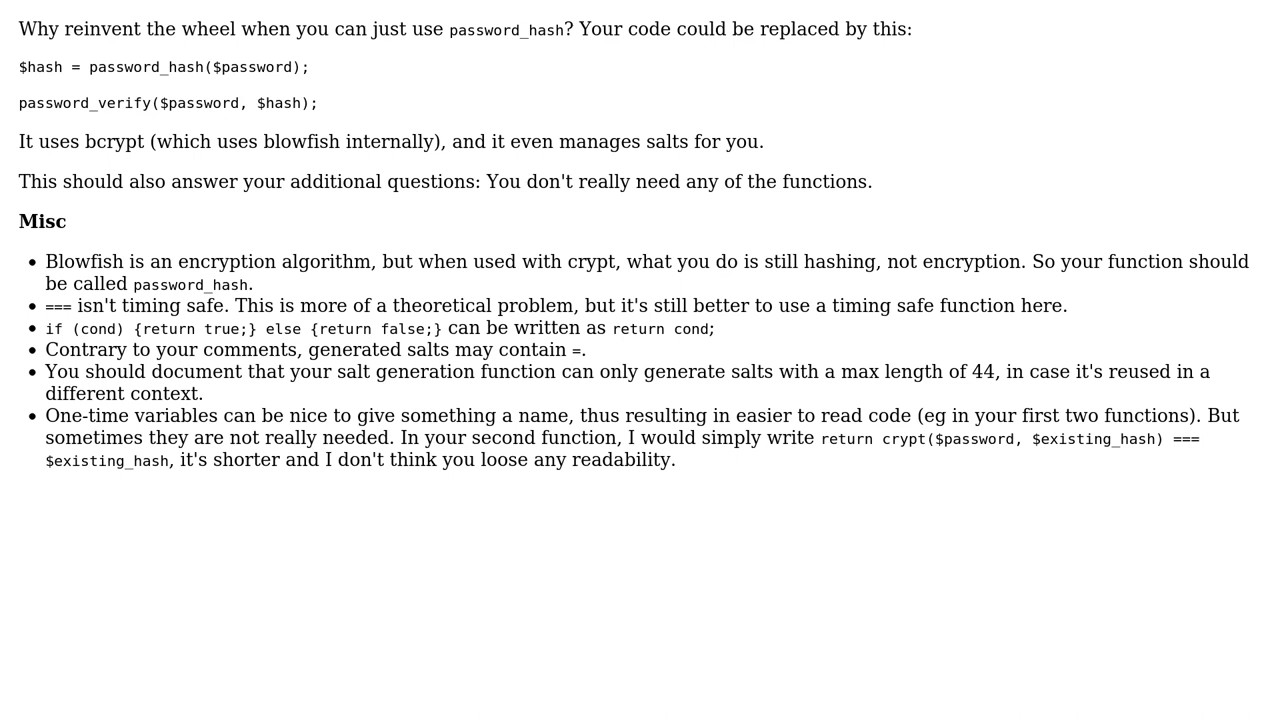 Why reinvent the wheel when you can just use password_hash? Your code could be replaced by this:
$hash = password_hash($password);
password_verify($password, $hash);
It uses bcrypt (which uses blowfish internally), and it even manages salts for you.
This should also answer your additional questions: You don't really need any of the functions.
Misc
• Blowfish is an encryption algorithm, but when used with crypt, what you do is still hashing, not encryption. So your function should
be called password_hash.
• === isn't timing safe. This is more of a theoretical problem, but it's still better to use a timing safe function here.
• if (cond) {return true;} else {return false;} can be written as return cond;
• Contrary to your comments, generated salts may contain =.
• You should document that your salt generation function can only generate salts with a max length of 44, in case it's reused in a
different context.
• One-time variables can be nice to give something a name, thus resulting in easier to read code (eg in your first two functions). But
sometimes they are not really needed. In your second function, I would simply write return crypt($password, $existing_hash) ===
$existing_hash, it's shorter and I don't think you loose any readability.